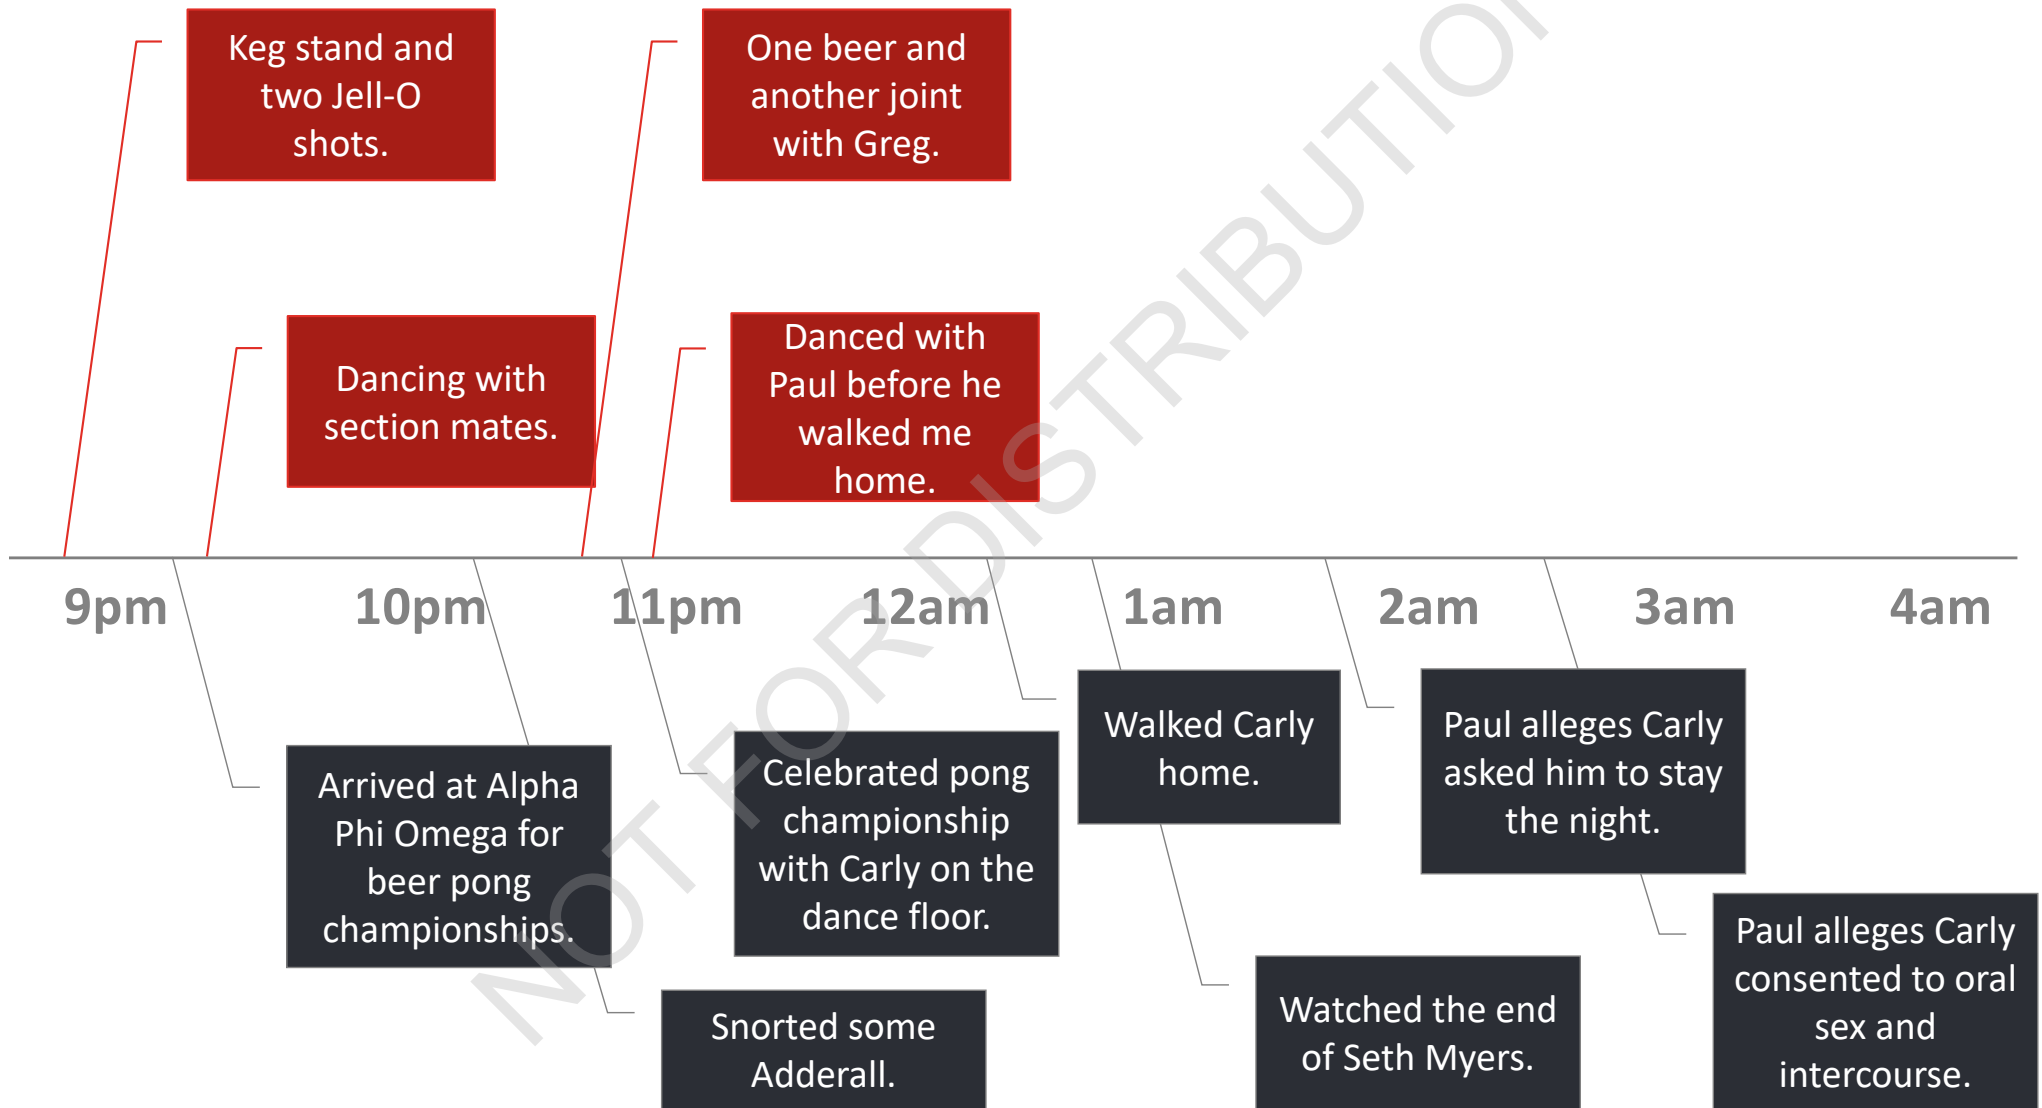 Keg stand and
two Jell-O
shots.
One beer and
another joint
with Greg.
Dancing with
section mates.
Danced with
Paul before he
walked me
home.
9pm
10pm
11pm
12am
1am
2am
3am
4am
Arrived at Alpha
Phi Omega for
beer pong
championships.
Snorted some
Adderall.
Celebrated pong
championship
with Carly on the
dance floor.
Walked Carly
home.
Watched the end
of Seth Myers.
Paul alleges Carly
asked him to stay
the night.
Paul alleges Carly
consented to oral
sex and
intercourse.
NOT FOR DISTRIBUTION